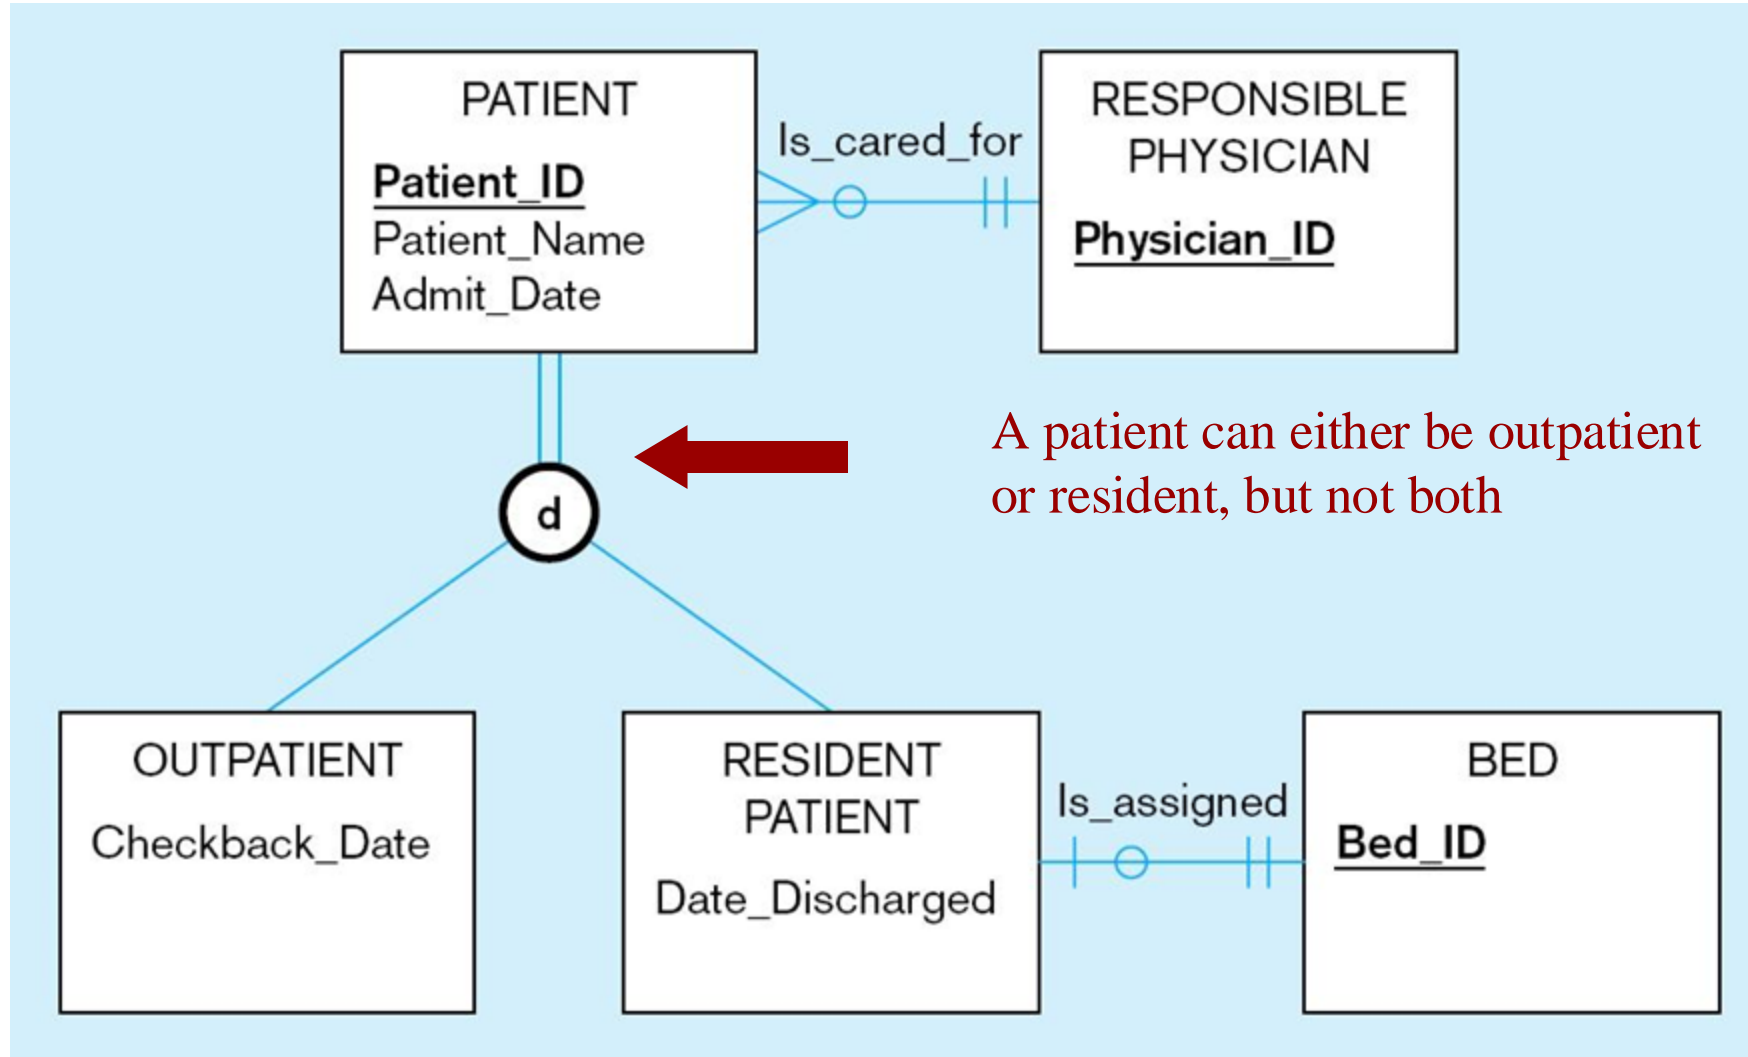 PATIENT
Patient_ID
Patient_Name
Admit_Date
Is_cared_for
RESPONSIBLE
PHYSICIAN
Physician_ID
A patient can either be outpatient
or resident, but not both
d
OUTPATIENT
Checkback_Date
RESIDENT
PATIENT
Date_Discharged
Is_assigned
BED
Bed_ID